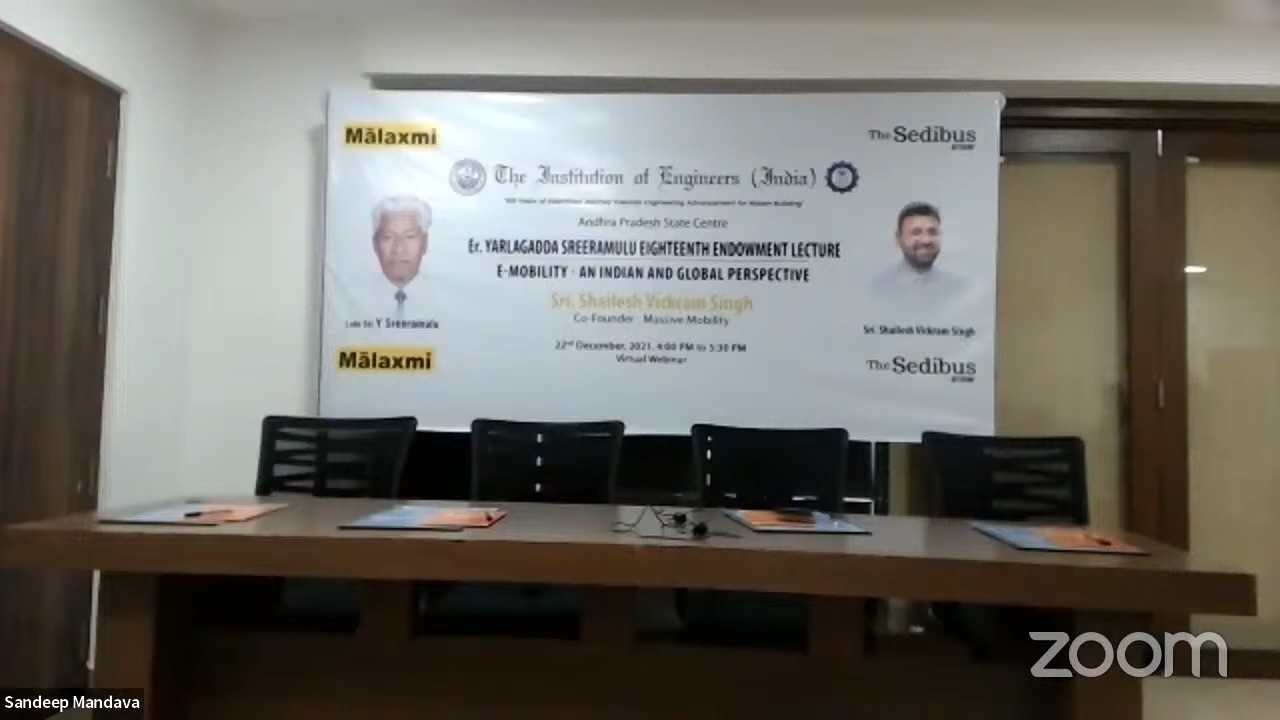 Mālaxmi
The Sedibus
The Institution of Engineers (India)
Andhra Pradesh State Centre
Er. YARLAGADDA SREERAMULU EIGHTEENTH ENDOWMENT LECTURE
E-MOBILITY - AN INDIAN AND GLOBAL PERSPECTIVE
Sri. Shailesh Vickram Singh
Co-Founder - Massive Mobility
Late Sri Y Sreeramulu
Sri. Shailesh Vickram Singh
22nd December, 2021, 4:00 PM to 5:30 PM
Virtual Webinar
Mālaxmi
The Sedibus
zoom
Sandeep Mandava